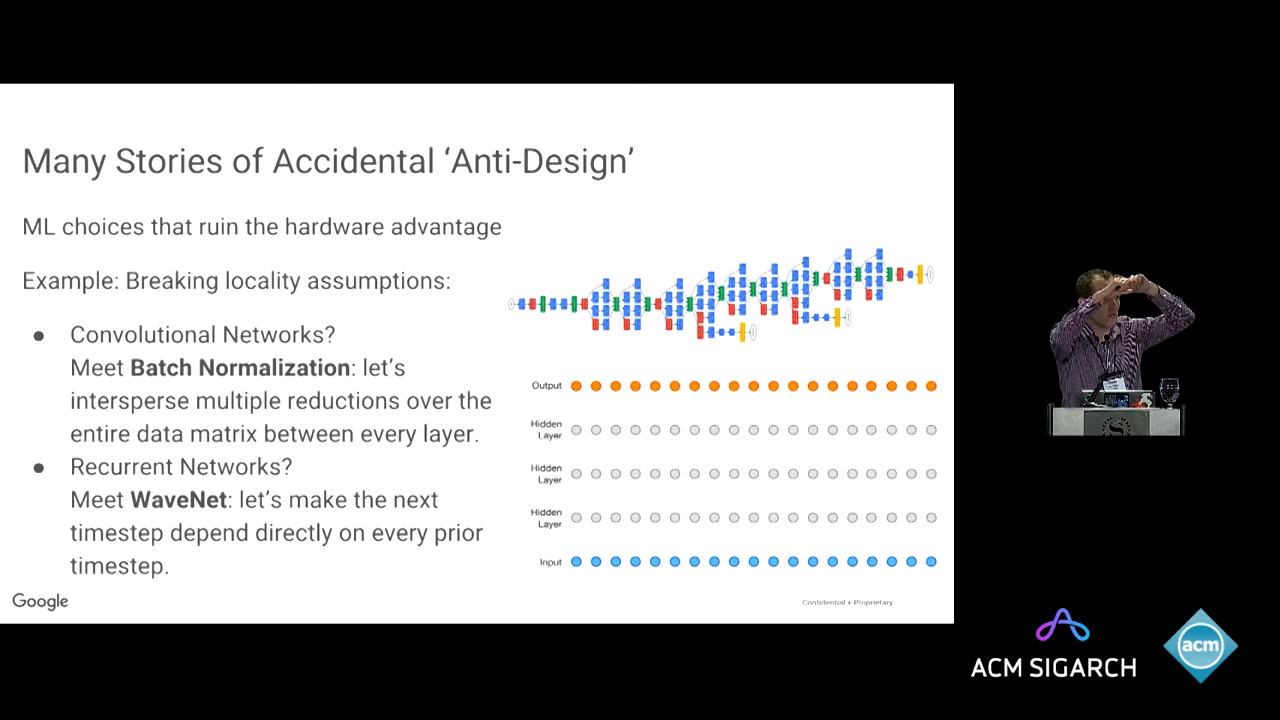 Many Stories of Accidental ‘Anti-Design’
ML choices that ruin the hardware advantage
Example: Breaking locality assumptions:
● Convolutional Networks?
Meet Batch Normalization: let’s
intersperse multiple reductions over the
entire data matrix between every layer.
● Recurrent Networks?
Meet WaveNet: let’s make the next
timestep depend directly on every prior
timestep.
Output
Hidden
Layer
Hidden
Layer
Hidden
Layer
Input
Google
Confidential + Proprietary
ACM SIGARCH
acm